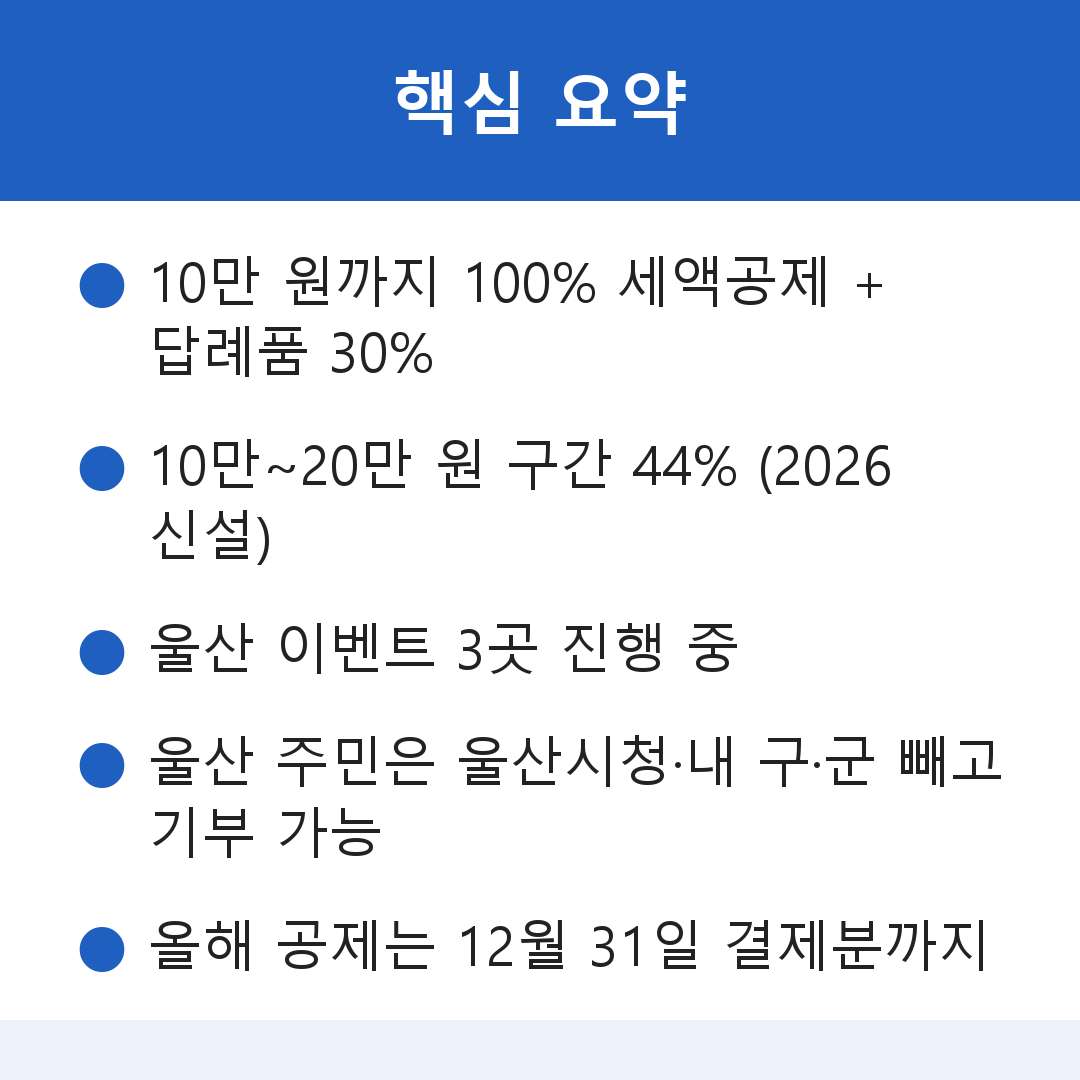 핵심 요약
10만 원까지 100% 세액공제 +
답례품 30%
10만~20만 원 구간 44% (2026
신설)
울산 이벤트 3곳 진행 중
울산 주민은 울산시청·내 구·군 빼고
기부 가능
올해 공제는 12월 31일 결제분까지